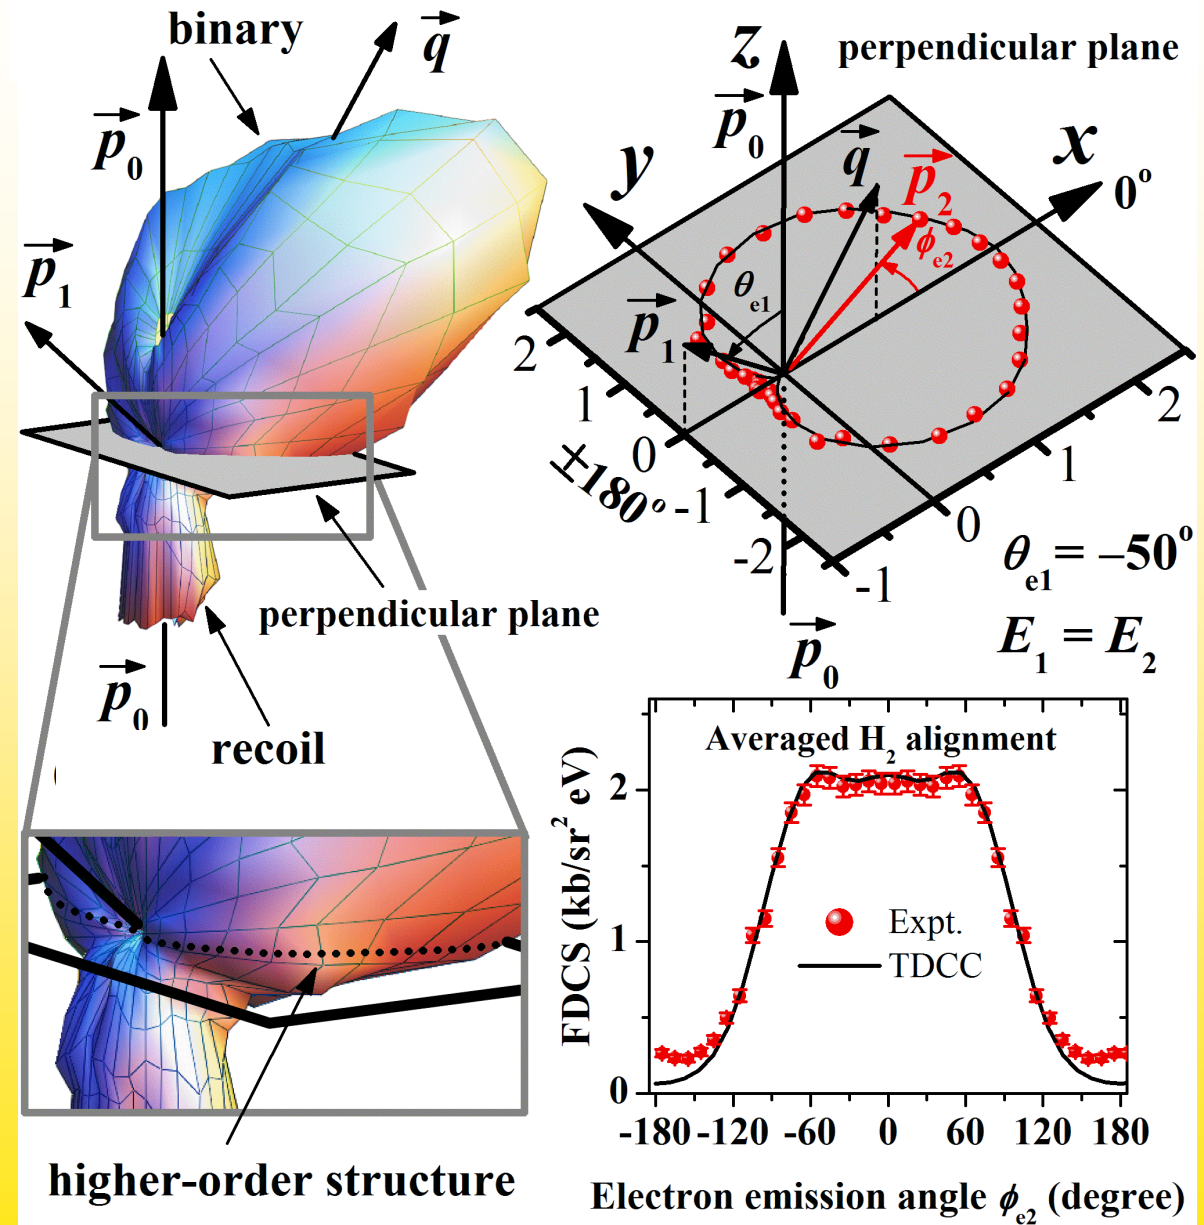 binary
q
p0
p1
perpendicular plane
p0
recoil
higher-order structure
z
perpendicular plane
p0
q
p2
x
0°
y
ϕe2
θe1
p1
2
1
0
-1
-2
±180°
-1
0
1
2
p0
θe1 = –50°
E1 = E2
Averaged H2 alignment
FDCS (kb/sr² eV)
2
1
0
Expt.
TDCC
-180 -120 -60 0 60 120 180
Electron emission angle ϕe2 (degree)